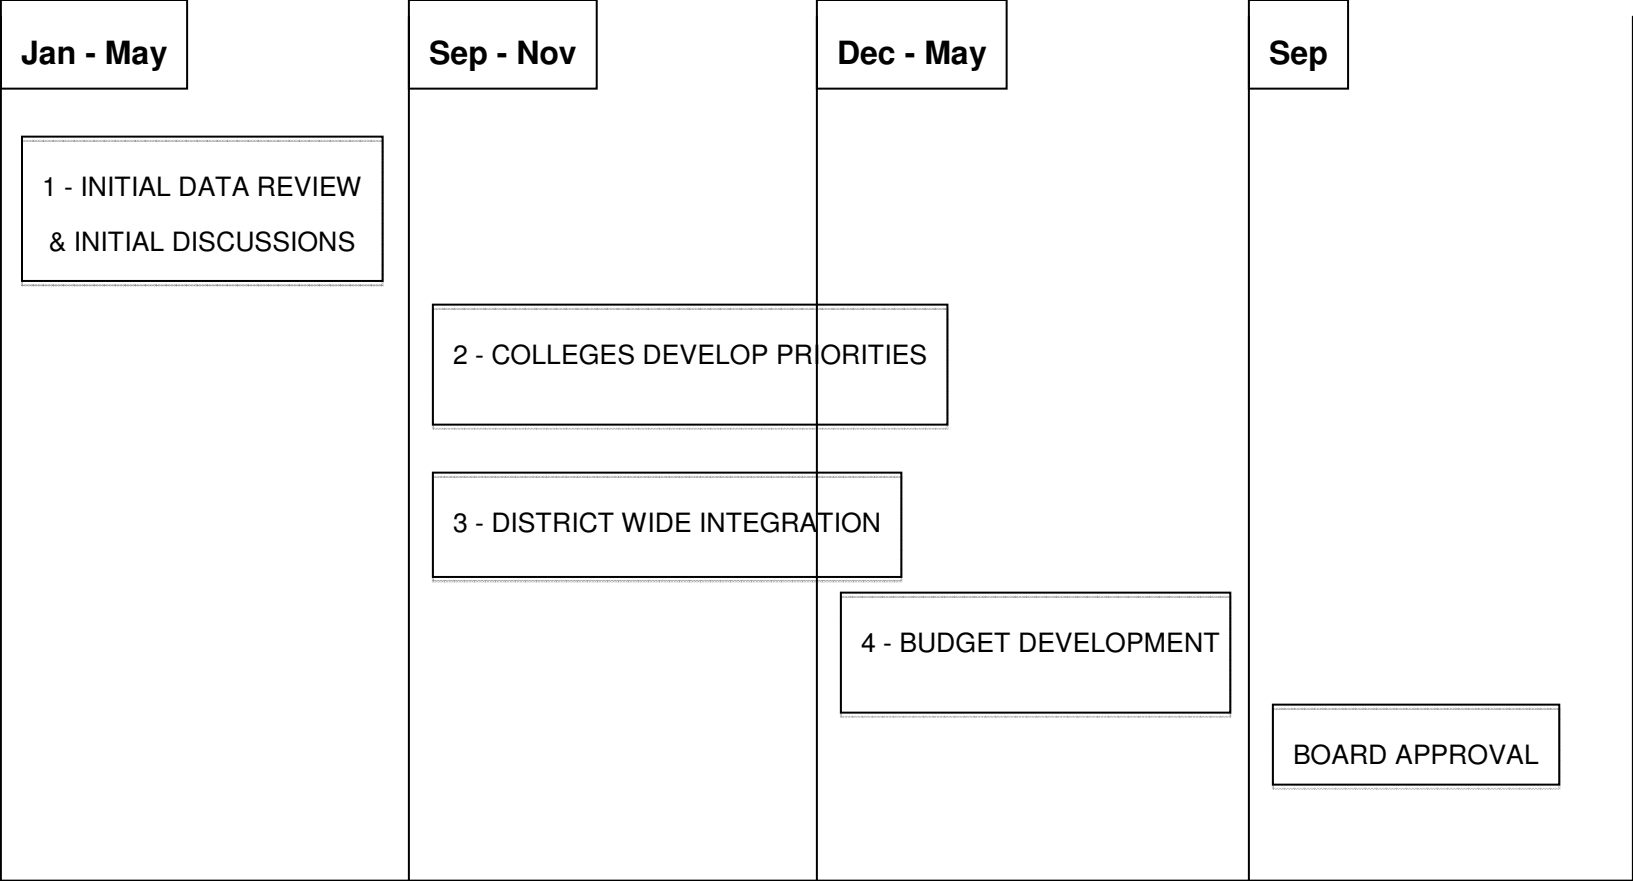 Jan - May
Sep - Nov
Dec - May
Sep
1 - INITIAL DATA REVIEW
& INITIAL DISCUSSIONS
2 - COLLEGES DEVELOP PRIORITIES
3 - DISTRICT WIDE INTEGRATION
4 - BUDGET DEVELOPMENT
BOARD APPROVAL